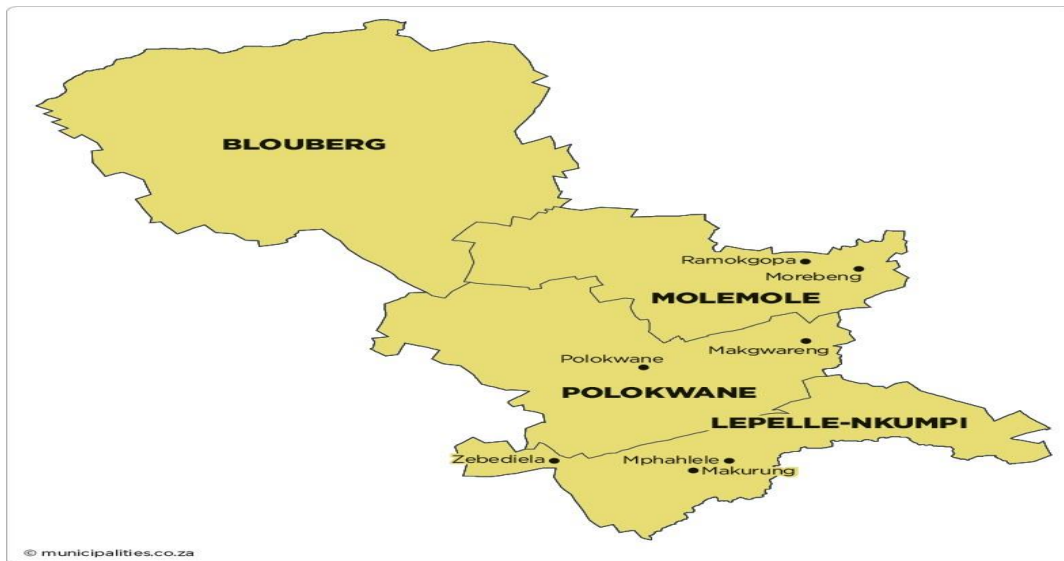 BLOUBERG
Ramokgopa
Morebeng
MOLEMOLE
Makgwareng
Polokwane
POLOKWANE
LEPELLE-NKUMPI
Zebediela
Mphahlele
Makurung
© municipalities.co.za